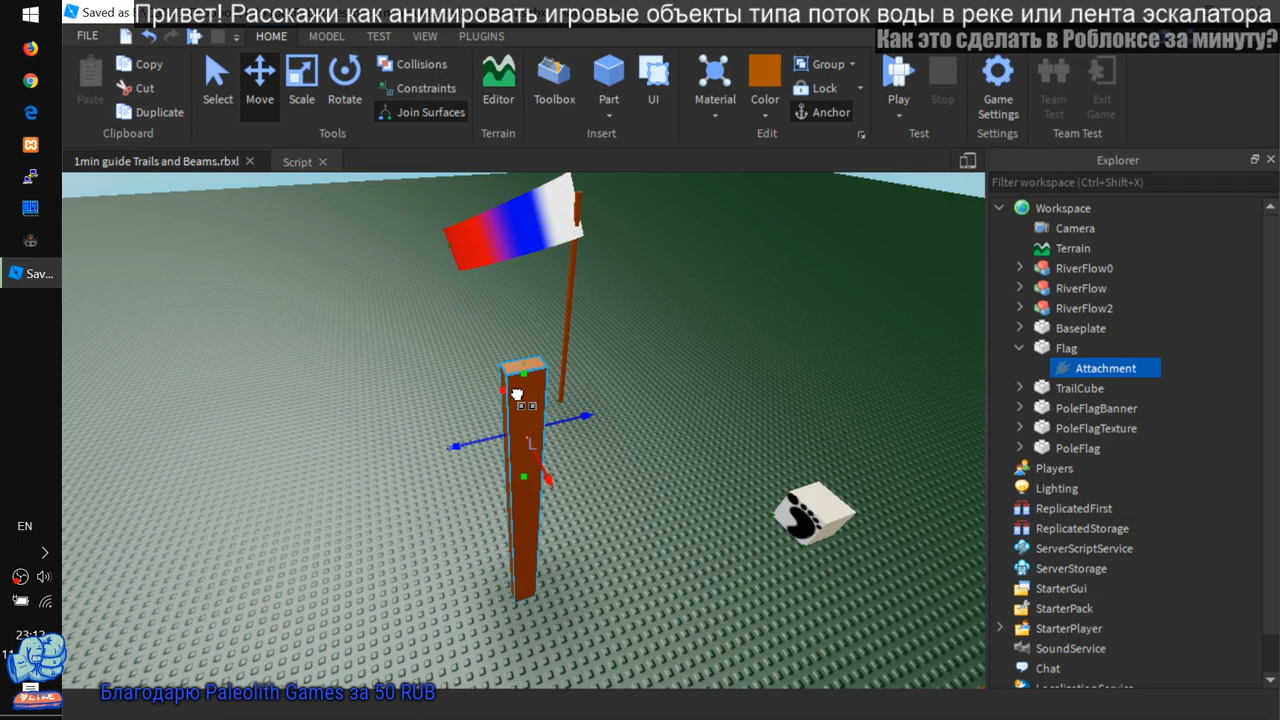 Saved as
Привет! Расскажи как анимировать игровые объекты типа поток воды в реке или лента эскалатора
Как это сделать в Роблоксе за минуту?
FILE HOME MODEL TEST VIEW PLUGINS
Paste Copy Cut Duplicate
Clipboard
Select Move Scale Rotate
Collisions
Constraints
Join Surfaces
Tools
Editor
Terrain
Toolbox Part UI
Insert
Material Color
Group
Lock
Anchor
Edit
Play Stop
Test
Game Settings
Settings
Team Test
Exit Game
Team Test
1min guide Trails and Beams.rbxl
Script
Explorer
Filter workspace (Ctrl+Shift+X)
Workspace
Camera
Terrain
RiverFlow0
RiverFlow
RiverFlow2
Baseplate
Flag
Attachment
TrailCube
PoleFlagBanner
PoleFlagTexture
PoleFlag
Players
Lighting
ReplicatedFirst
ReplicatedStorage
ServerScriptService
ServerStorage
StarterGui
StarterPack
StarterPlayer
SoundService
Chat
LocalizationService
L
Sav...
EN
23:12
Благодарю Paleolith Games за 50 RUB